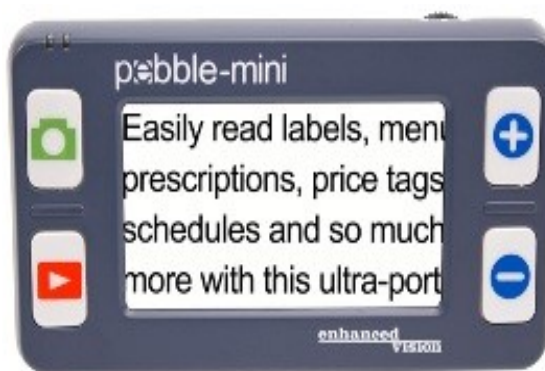 pebble-mini
Easily read labels, menu
prescriptions, price tags
schedules and so much
more with this ultra-port
enhanced
vision